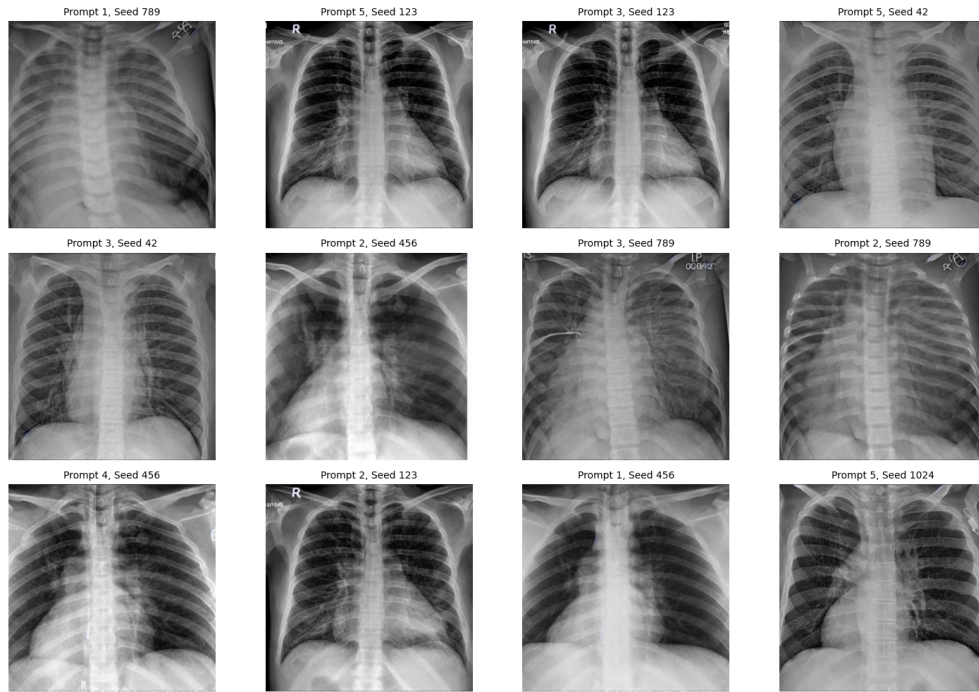 Prompt 1, Seed 789
Prompt 5, Seed 123
Prompt 3, Seed 123
Prompt 5, Seed 42
R
R
Prompt 3, Seed 42
Prompt 2, Seed 456
Prompt 3, Seed 789
Prompt 2, Seed 789
Prompt 4, Seed 456
Prompt 2, Seed 123
Prompt 1, Seed 456
Prompt 5, Seed 1024
R